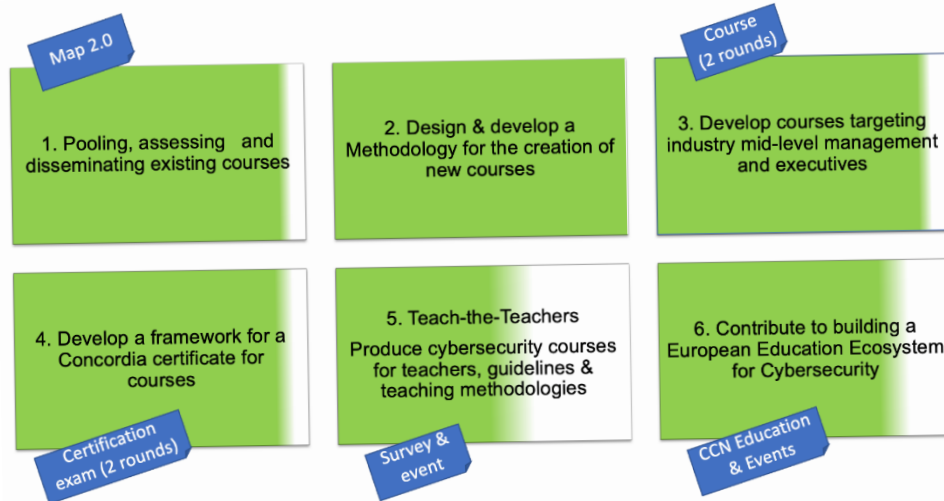 Map 2.0
Course
(2 rounds)
1. Pooling, assessing and
disseminating existing courses
2. Design & develop a
Methodology for the creation of
new courses
3. Develop courses targeting
industry mid-level management
and executives
4. Develop a framework for a
Concordia certificate for
courses
5. Teach-the-Teachers
Produce cybersecurity courses
for teachers, guidelines &
teaching methodologies
6. Contribute to building a
European Education Ecosystem
for Cybersecurity
Certification
exam (2 rounds)
Survey &
event
CCN Education
& Events